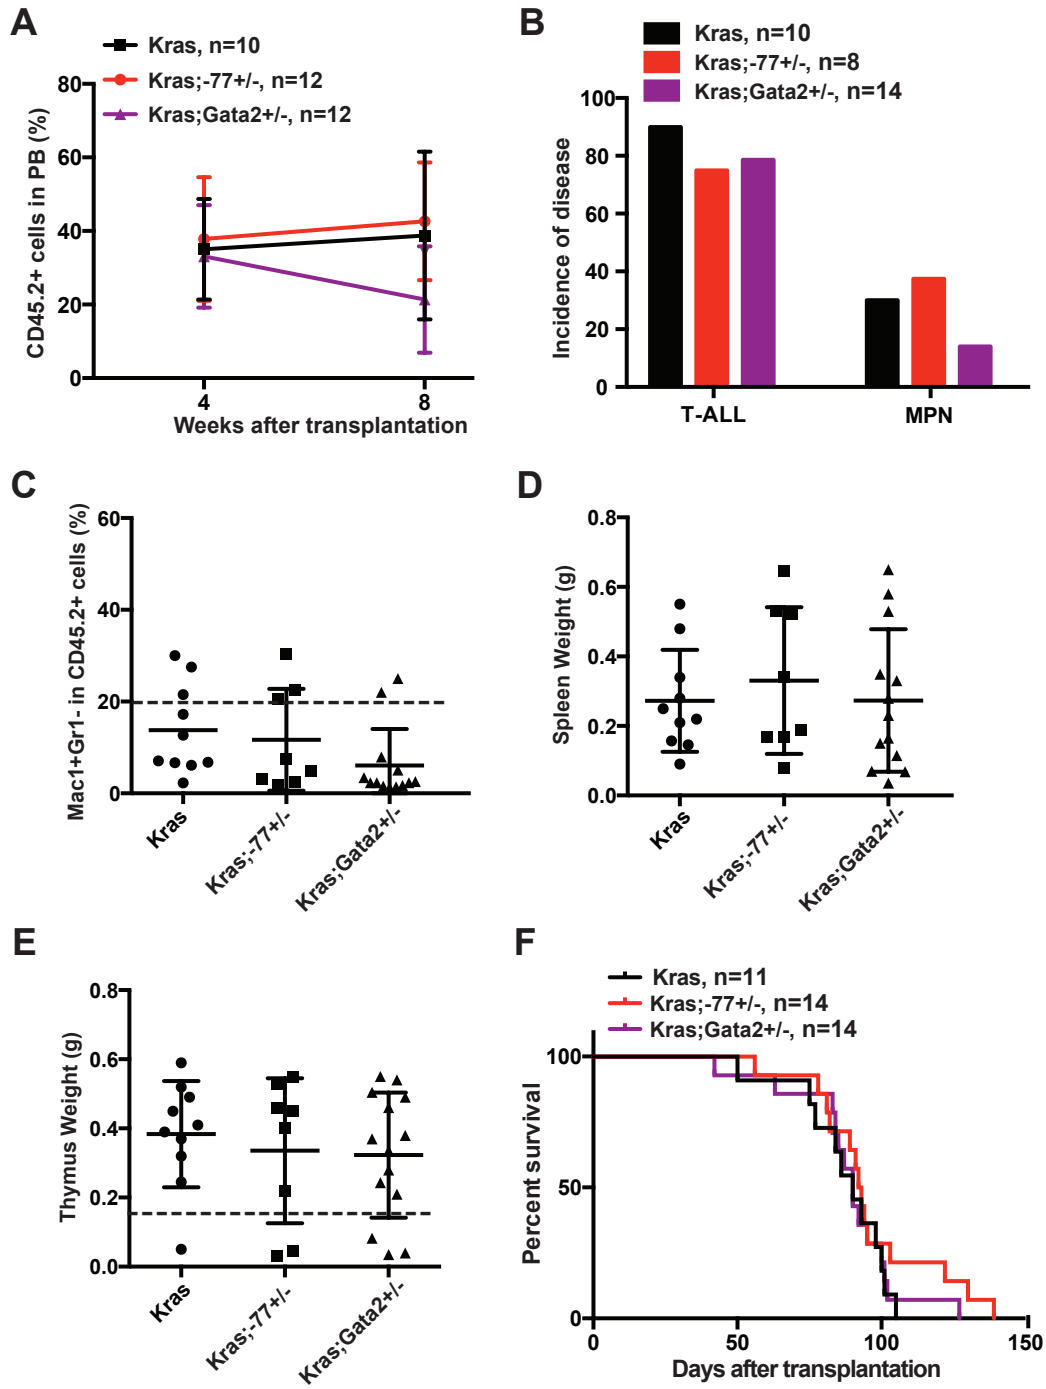 A
Kras, n=10
Kras;-77+/-, n=12
Kras;Gata2+/-, n=12
CD45.2+ cells in PB (%)
80
60
40
20
0
4
8
Weeks after transplantation
B
Kras, n=10
Kras;-77+/-, n=8
Kras;Gata2+/-, n=14
Incidence of disease
100
80
60
40
20
0
T-ALL
MPN
C
Mac1+Gr1- in CD45.2+ cells (%)
60
40
20
0
Kras
Kras;-77+/-
Kras;Gata2+/-
D
Spleen Weight (g)
0.8
0.6
0.4
0.2
0.0
Kras
Kras;-77+/-
Kras;Gata2+/-
E
Thymus Weight (g)
0.8
0.6
0.4
0.2
0.0
Kras
Kras;-77+/-
Kras;Gata2+/-
F
Kras, n=11
Kras;-77+/-, n=14
Kras;Gata2+/-, n=14
Percent survival
100
50
0
0
50
100
150
Days after transplantation